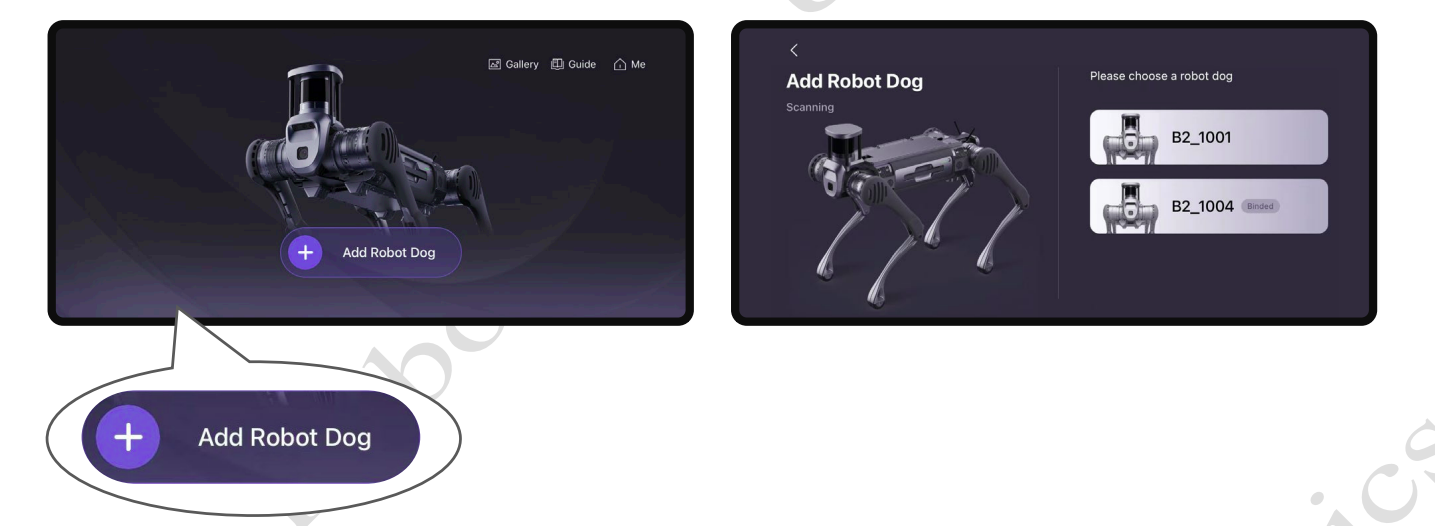 Gallery Guide Me
Add Robot Dog
Add Robot Dog
Add Robot Dog
Scanning
Please choose a robot dog
B2_1001
B2_1004 Binded